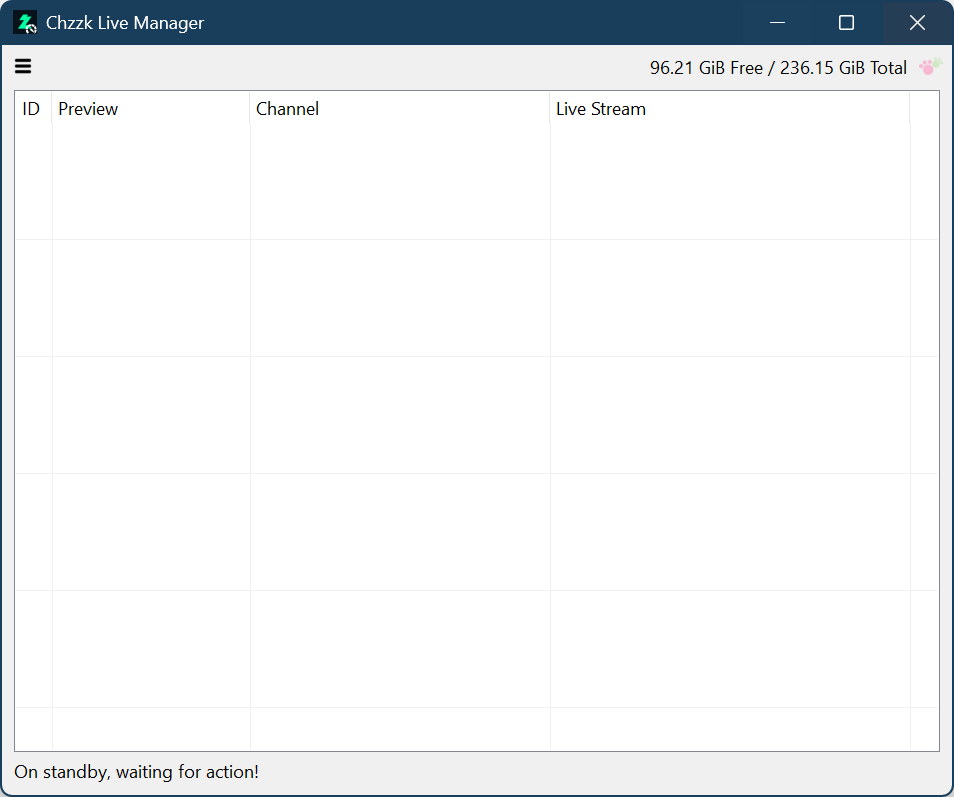 Chzzk Live Manager
96.21 GiB Free / 236.15 GiB Total
ID Preview Channel Live Stream
On standby, waiting for action!